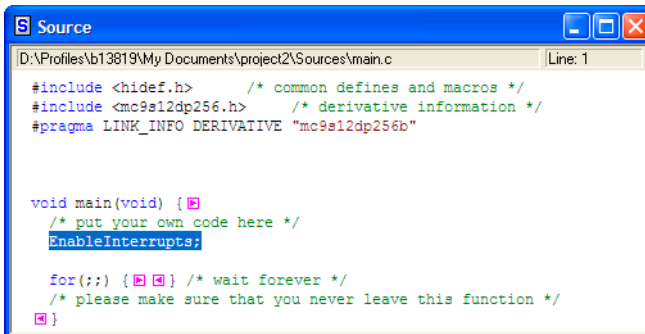 S Source
D:\Profiles\b13819\My Documents\project2\Sources\main.c Line: 1
#include <hidef.h> /* common defines and macros */
#include <mc9s12dp256.h> /* derivative information */
#pragma LINK_INFO DERIVATIVE "mc9s12dp256b"
void main(void) {
/* put your own code here */
EnableInterrupts;
for(;;) { } /* wait forever */
/* please make sure that you never leave this function */
}